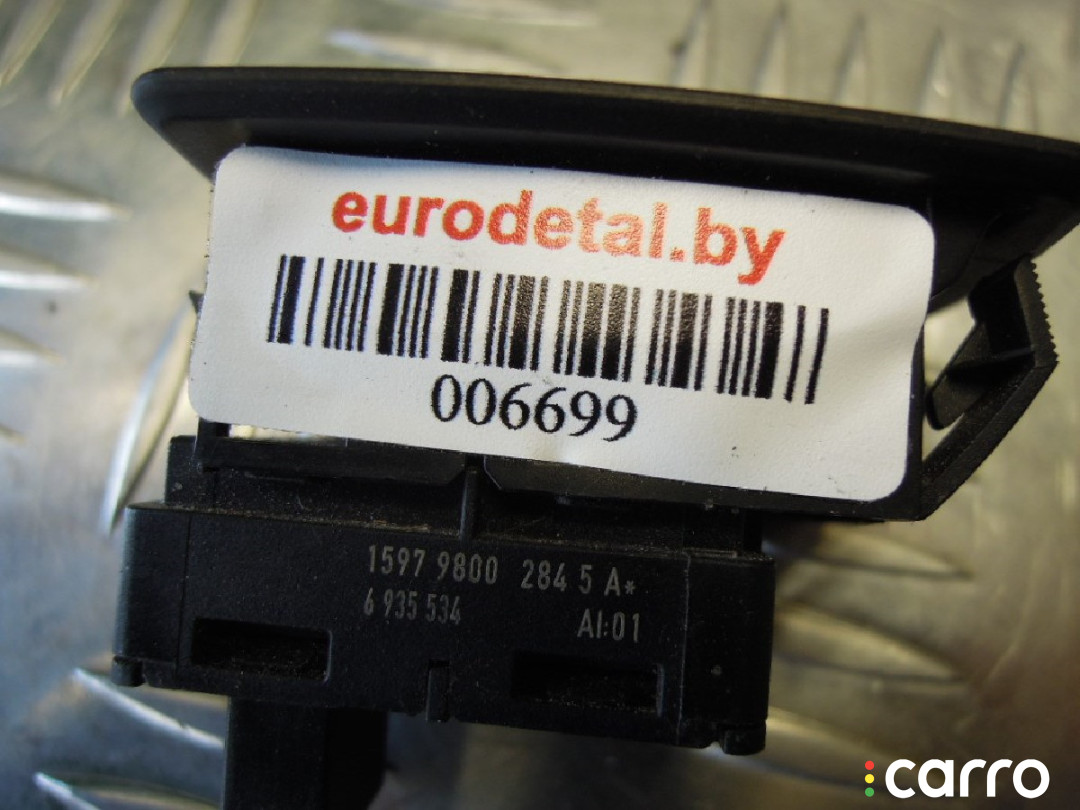 eurodetal.by
006699
1597 9800 284 5 A*
6 935 534 AI:01
carro